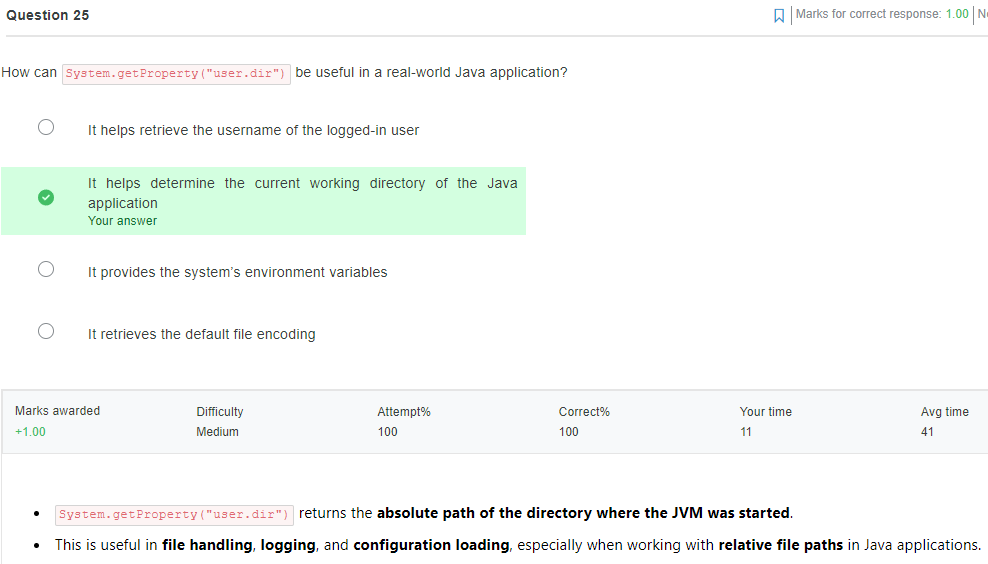 Question 25
Marks for correct response: 1.00
How can System.getProperty("user.dir") be useful in a real-world Java application?
It helps retrieve the username of the logged-in user
It helps determine the current working directory of the Java
application
Your answer
It provides the system's environment variables
It retrieves the default file encoding
Marks awarded Difficulty Attempt% Correct% Your time Avg time
+1.00 Medium 100 100 11 41
• System.getProperty("user.dir") returns the absolute path of the directory where the JVM was started.
• This is useful in file handling, logging, and configuration loading, especially when working with relative file paths in Java applications.